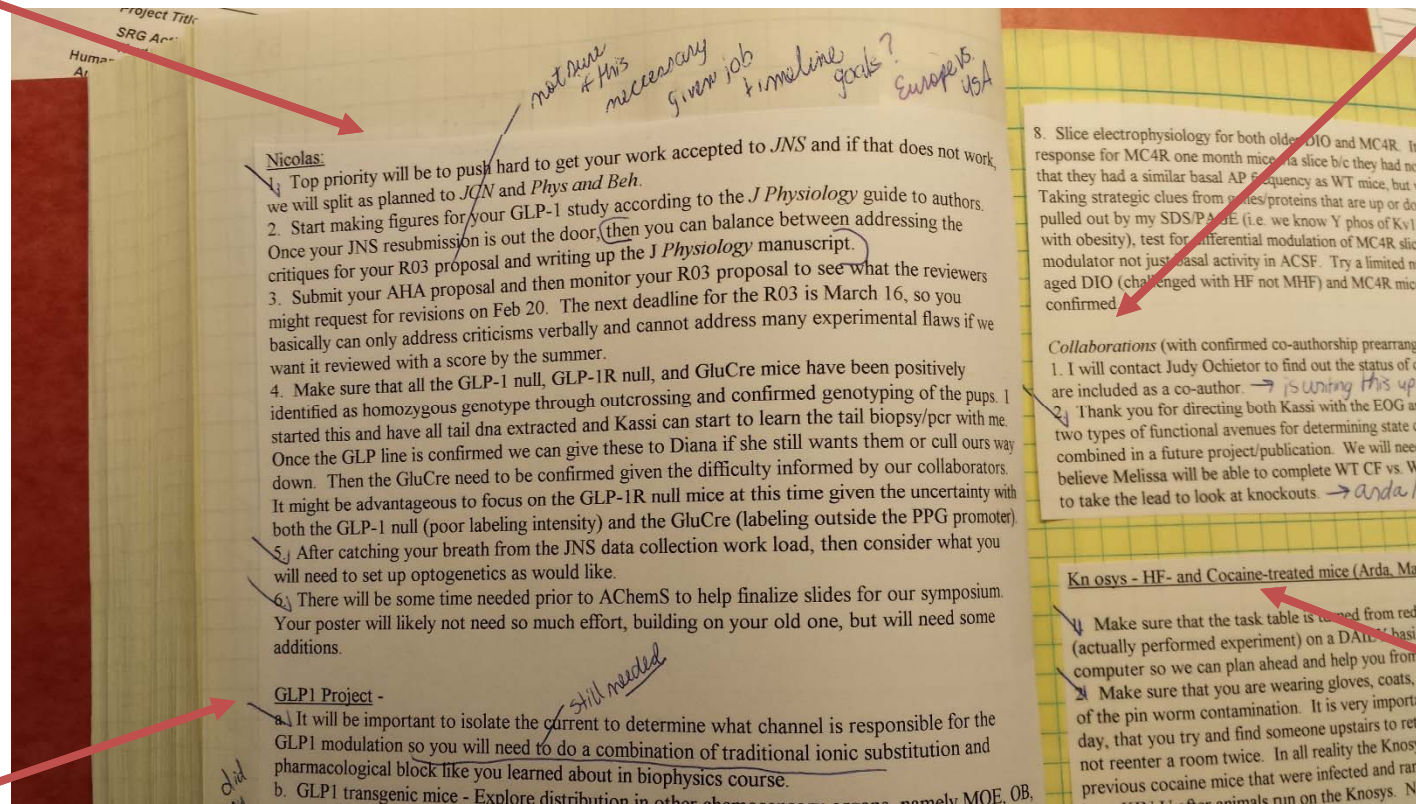 Project Title
SRG
not sure if this neccessary given job timeline goals?
Europe vs. USA
Nicolas:
1. Top priority will be to push hard to get your work accepted to JNS and if that does not work,
we will split as planned to JCN and Phys and Beh.
2. Start making figures for your GLP-1 study according to the J Physiology guide to authors.
Once your JNS resubmission is out the door, then you can balance between addressing the
critiques for your R03 proposal and writing up the J Physiology manuscript.
3. Submit your AHA proposal and then monitor your R03 proposal to see what the reviewers
might request for revisions on Feb 20. The next deadline for the R03 is March 16, so you
basically can only address criticisms verbally and cannot address many experimental flaws if we
want it reviewed with a score by the summer.
4. Make sure that all the GLP-1 null, GLP-1R null, and GluCre mice have been positively
identified as homozygous genotype through outcrossing and confirmed genotyping of the pups. I
started this and have all tail dna extracted and Kassi can start to learn the tail biopsy/pcr with me.
Once the GLP line is confirmed we can give these to Diana if she still wants them or cull ours way
down. Then the GluCre need to be confirmed given the difficulty informed by our collaborators.
It might be advantageous to focus on the GLP-1R null mice at this time given the uncertainty with
both the GLP-1 null (poor labeling intensity) and the GluCre (labeling outside the PPG promoter).
5. After catching your breath from the JNS data collection work load, then consider what you
will need to set up optogenetics as would like.
6. There will be some time needed prior to AChemS to help finalize slides for our symposium.
Your poster will likely not need so much effort, building on your old one, but will need some
additions.
still needed
GLP1 Project -
a. It will be important to isolate the current to determine what channel is responsible for the
GLP1 modulation so you will need to do a combination of traditional ionic substitution and
pharmacological block like you learned about in biophysics course.
did
b. GLP1 transgenic mice - Explore distribution in other chemosensory organs, namely MOE, OB,
8. Slice electrophysiology for both older DIO and MC4R.
response for MC4R one month mice via slice b/c they had
that they had a similar basal AP frequency as WT mice, but
Taking strategic clues from genes/proteins that are up or
pulled out by my SDS/PAGE (i.e. we know Y phos of
with obesity), test for differential modulation of MC4R
modulator not just basal activity in ACSF. Try a limited
aged DIO (challenged with HF not MHF) and MC4R
confirmed
Collaborations (with confirmed co-authorship
1. I will contact Judy Ochietor to find out the status of
are included as a co-author. → is writing this up
2. Thank you for directing both Kassi with the EOG
two types of functional avenues for determining state
combined in a future project/publication. We will
believe Melissa will be able to complete WT CF vs.
to take the lead to look at knockouts. → arda
Kn osys - HF- and Cocaine-treated mice (Arda,
1. Make sure that the task table is turned from red
(actually performed experiment) on a DAILY
computer so we can plan ahead and help you from
2. Make sure that you are wearing gloves, coats,
of the pin worm contamination. It is very
day, that you try and find someone upstairs to
not reenter a room twice. In all reality the
previous cocaine mice that were infected and
animals run on the Knosys.